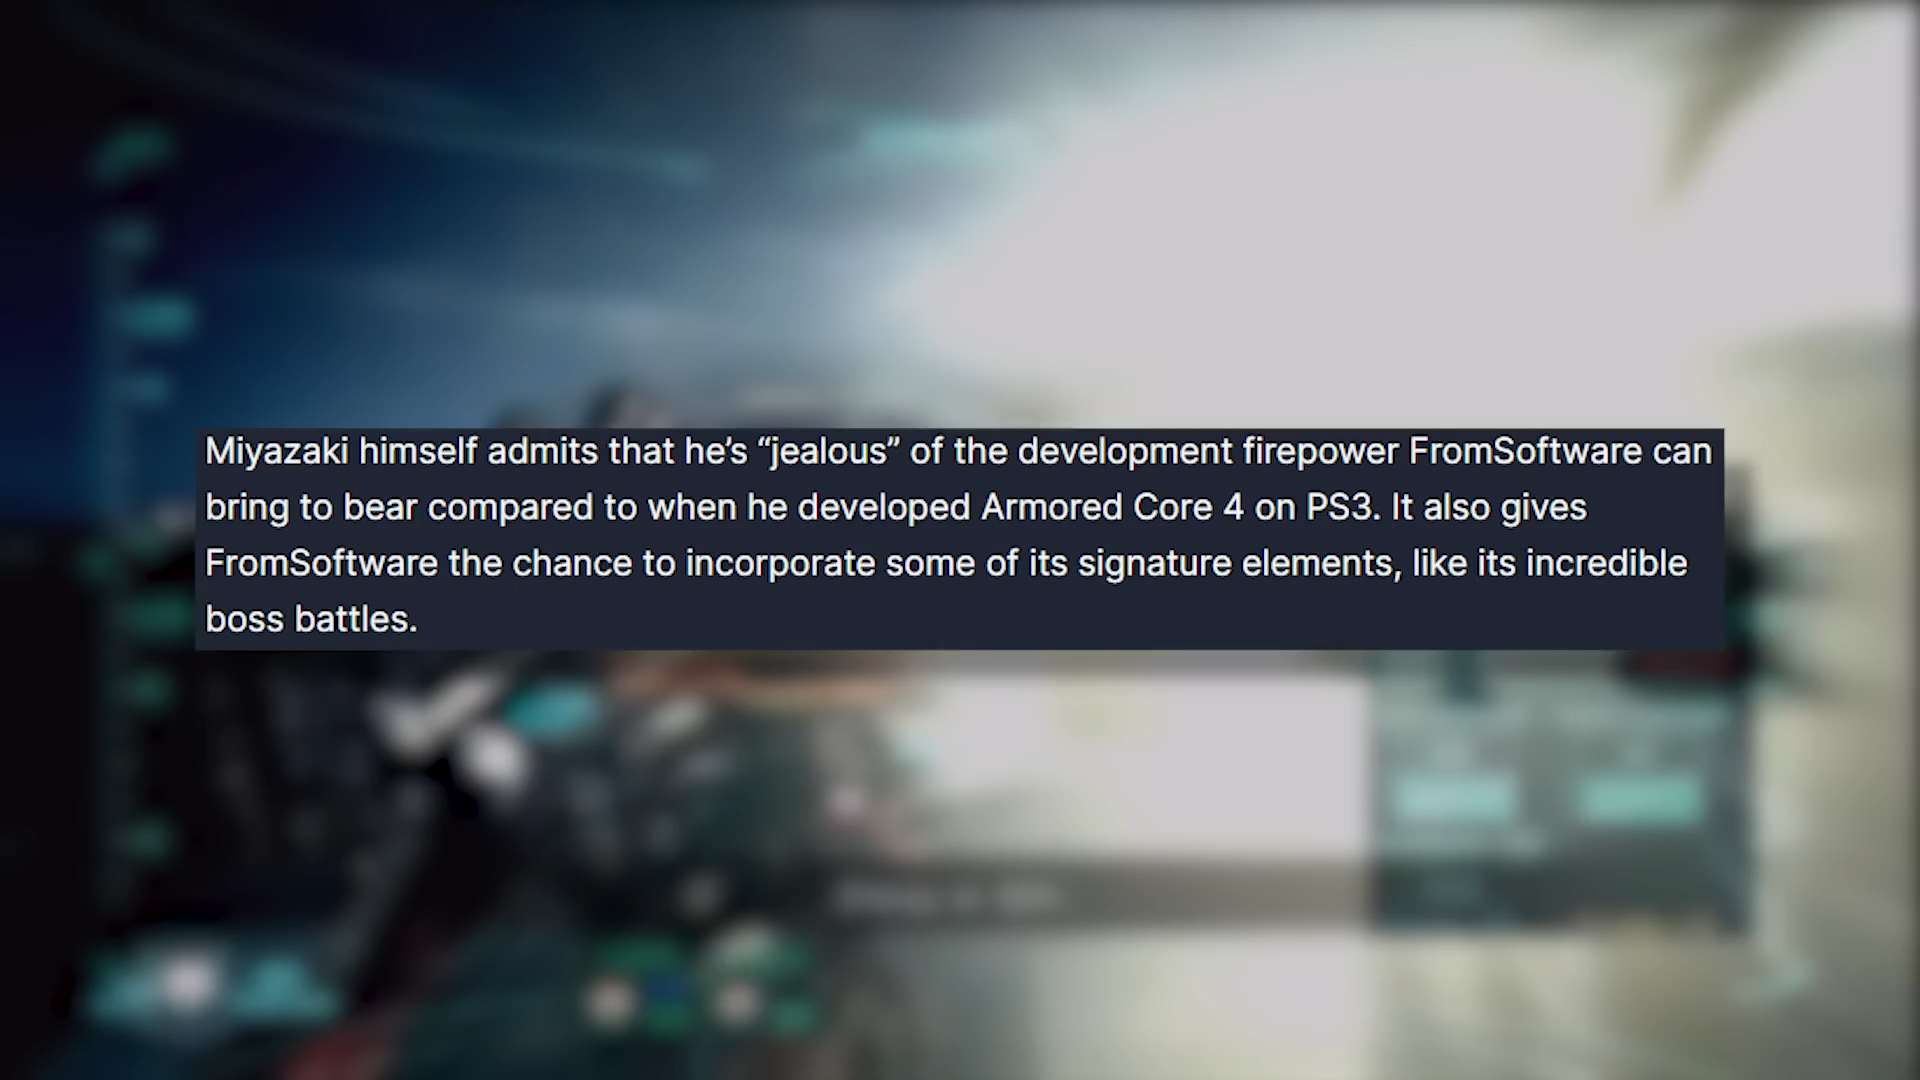 Miyazaki himself admits that he’s “jealous” of the development firepower FromSoftware can
bring to bear compared to when he developed Armored Core 4 on PS3. It also gives
FromSoftware the chance to incorporate some of its signature elements, like its incredible
boss battles.